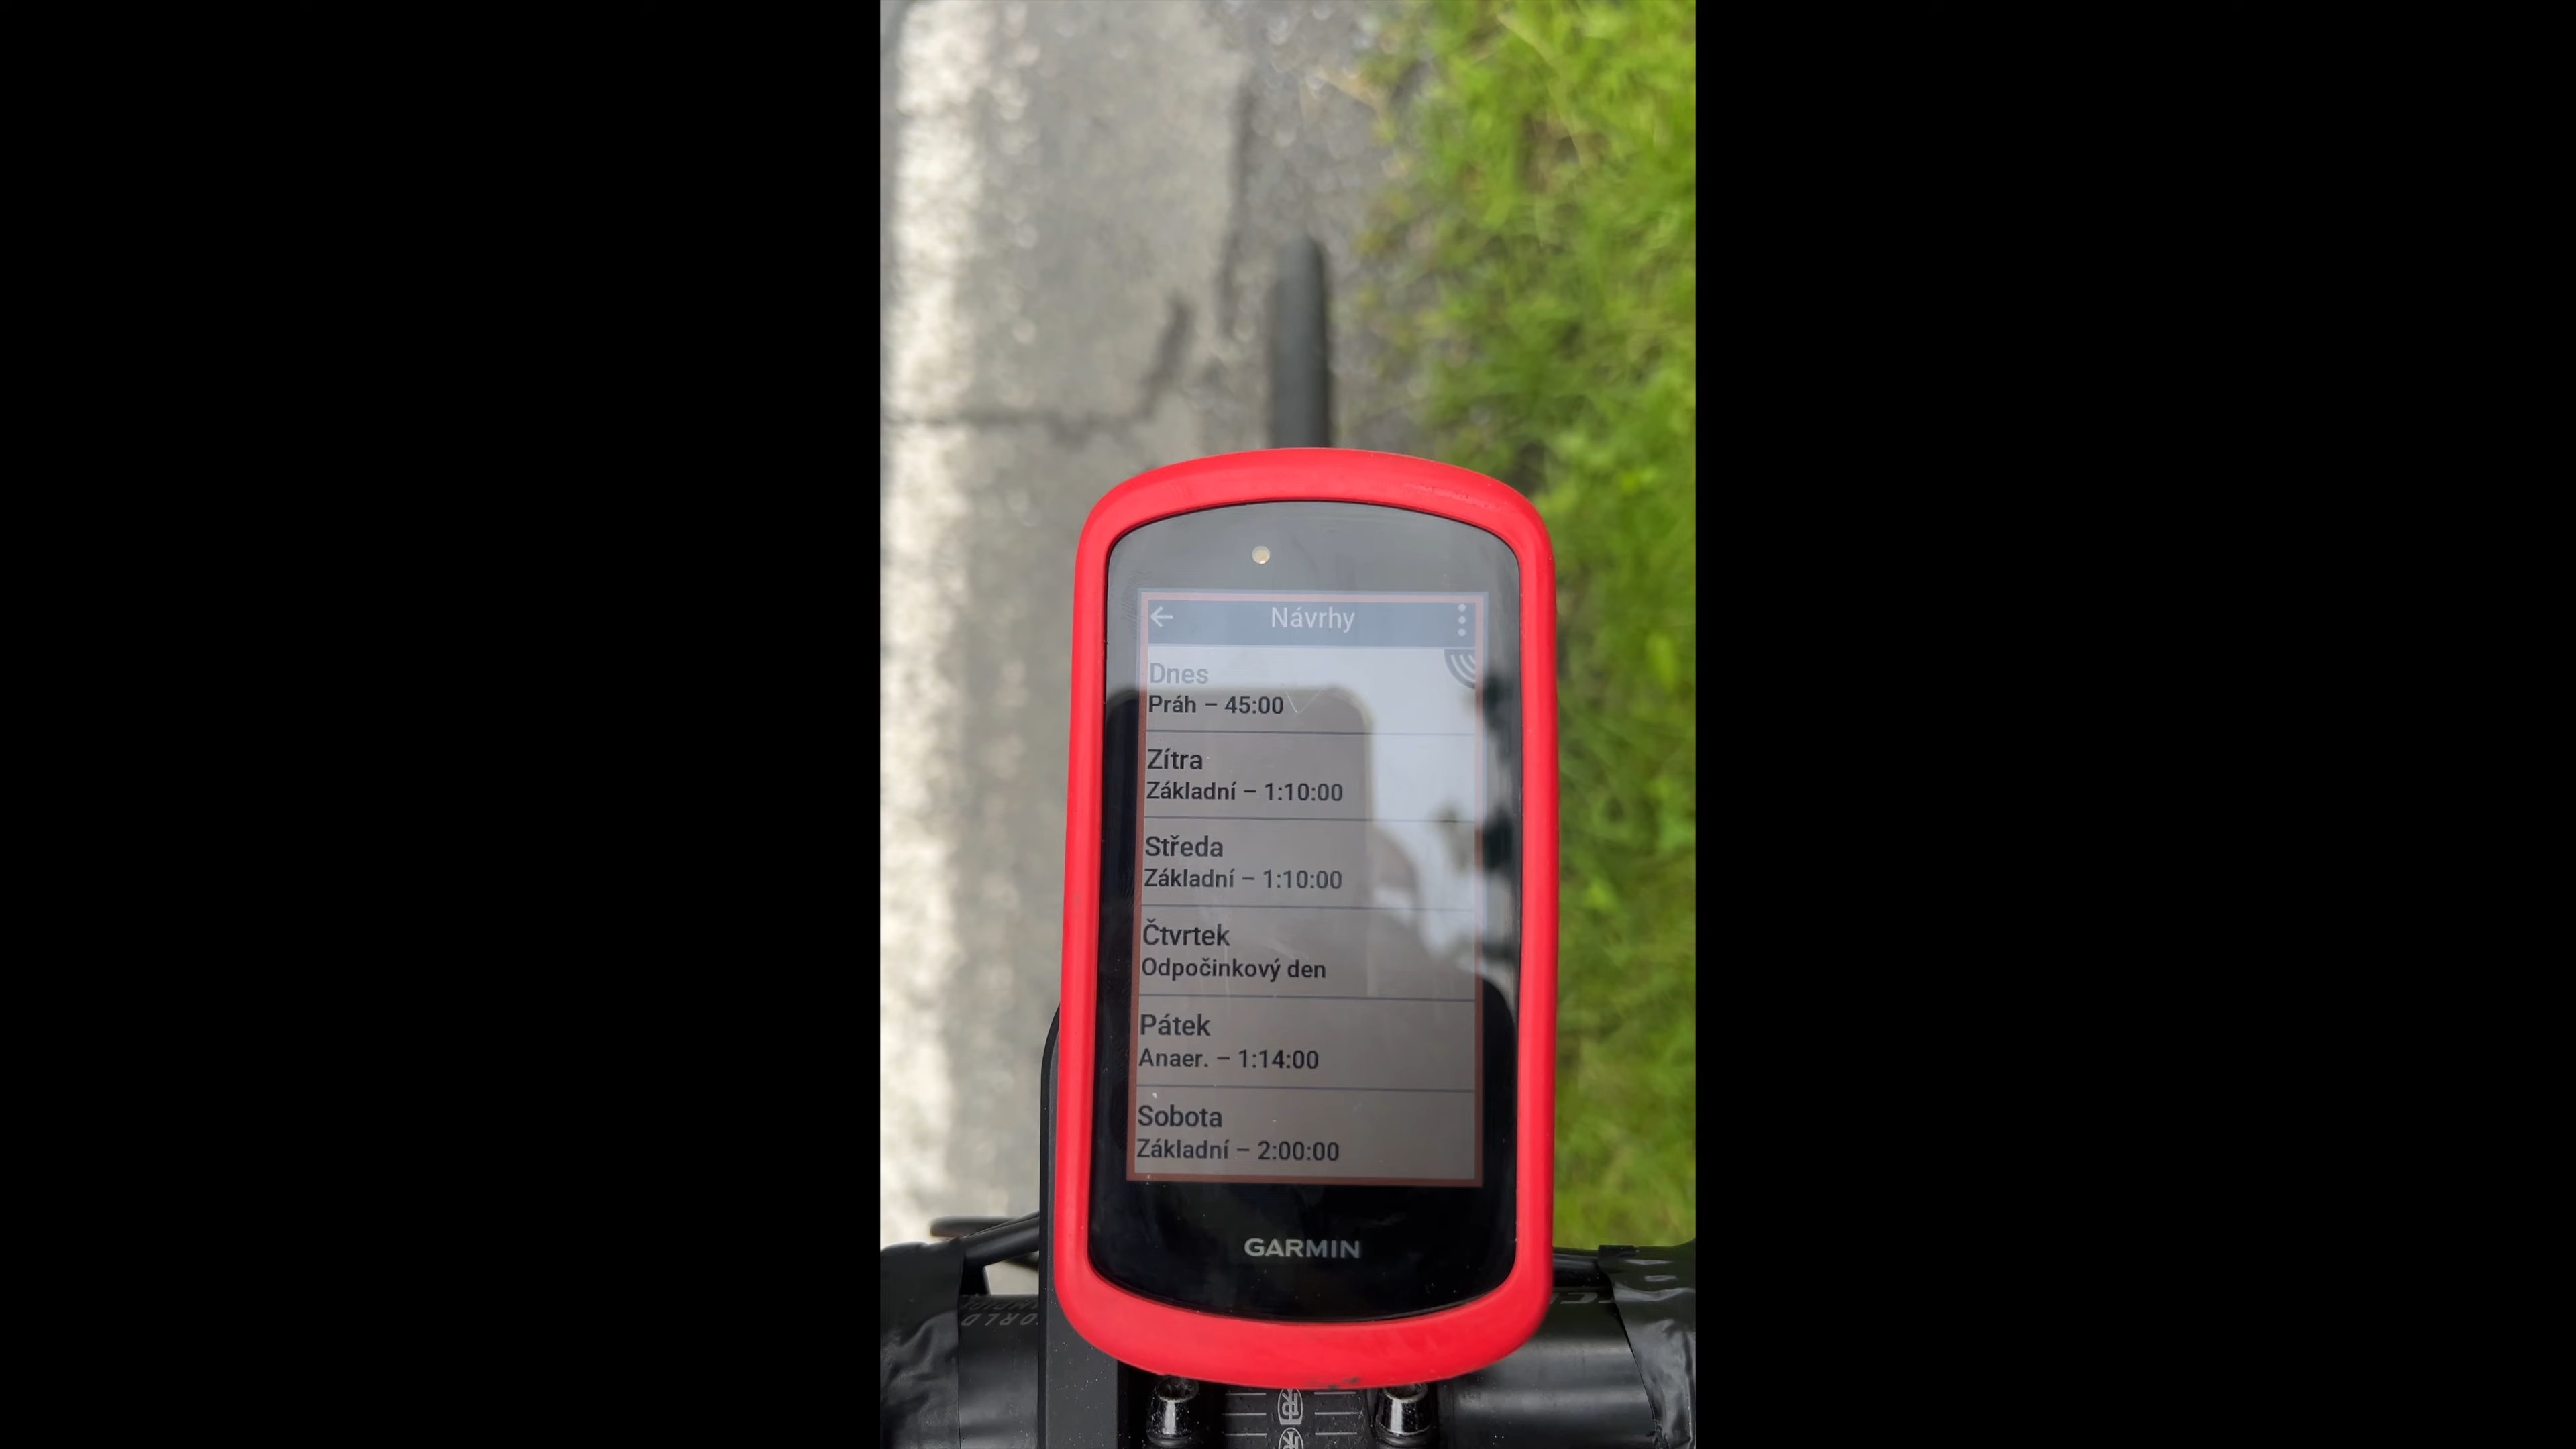 Návrhy
Dnes
Práh – 45:00
Zítra
Základní – 1:10:00
Středa
Základní – 1:10:00
Čtvrtek
Odpočinkový den
Pátek
Anaer. – 1:14:00
Sobota
Základní – 2:00:00
GARMIN